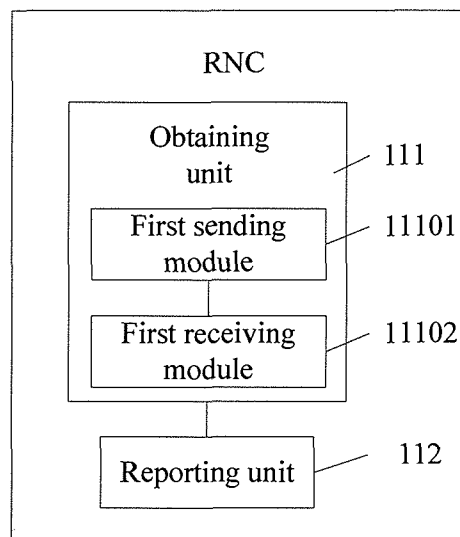 RNC
Obtaining
unit
111
First sending
module
11101
First receiving
module
11102
Reporting unit
112